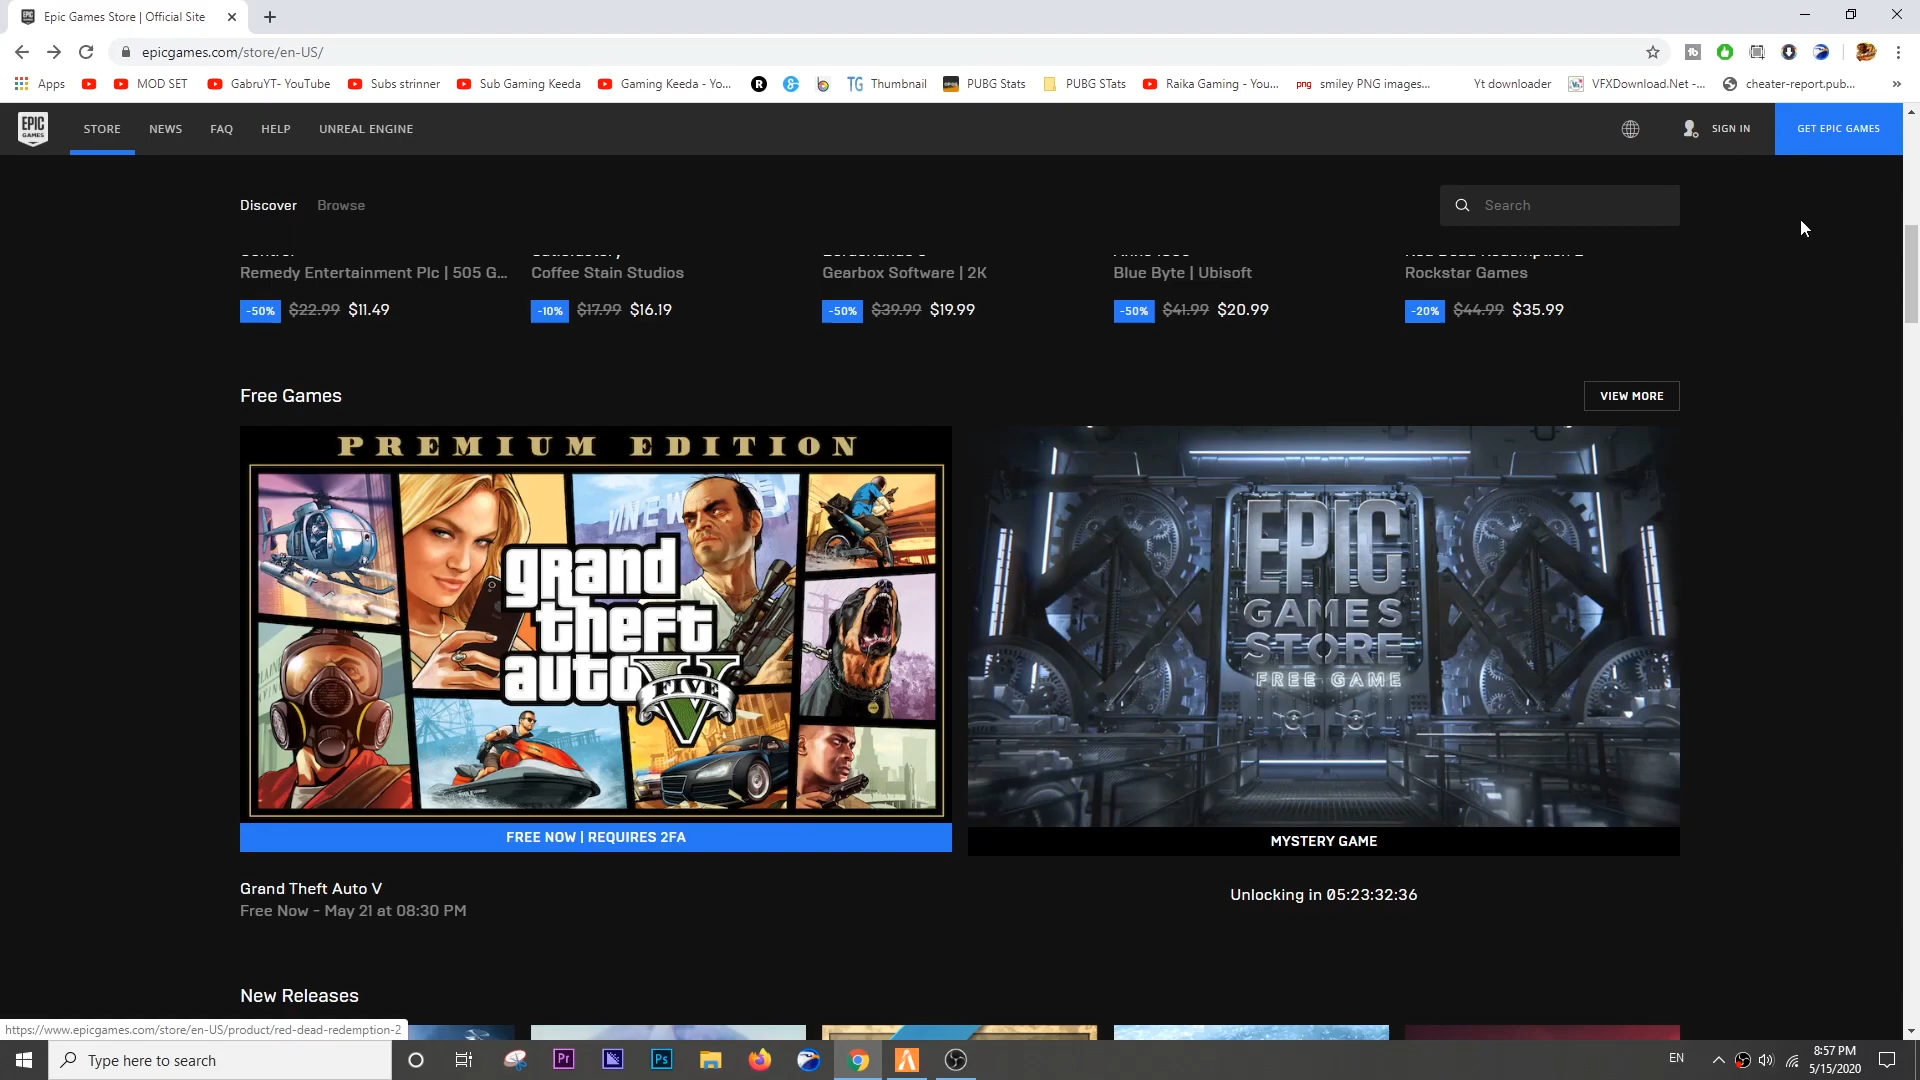 Epic Games Store | Official Site
epicgames.com/store/en-US/
Apps
MOD SET
GabruYT- YouTube
Subs strinner
Sub Gaming Keeda
Gaming Keeda - Yo...
R
TG Thumbnail
PUBG Stats
PUBG STats
Raika Gaming - You...
png smiley PNG images...
Yt downloader
VFXDownload.Net -...
cheater-report.pub...
EPIC GAMES
STORE
NEWS
FAQ
HELP
UNREAL ENGINE
SIGN IN
GET EPIC GAMES
Discover
Browse
Search
Remedy Entertainment Plc | 505 G...
Coffee Stain Studios
Gearbox Software | 2K
Blue Byte | Ubisoft
Rockstar Games
-50% $22.99 $11.49
-10% $17.99 $16.19
-50% $39.99 $19.99
-50% $41.99 $20.99
-20% $44.99 $35.99
Free Games
VIEW MORE
PREMIUM EDITION
grand
theft
auto V
FIVE
EPIC
GAMES
STORE
FREE GAME
FREE NOW | REQUIRES 2FA
MYSTERY GAME
Grand Theft Auto V
Free Now - May 21 at 08:30 PM
Unlocking in 05:23:32:36
New Releases
https://www.epicgames.com/store/en-US/product/red-dead-redemption-2
Type here to search
Pr
Ps
EN
8:57 PM
5/15/2020